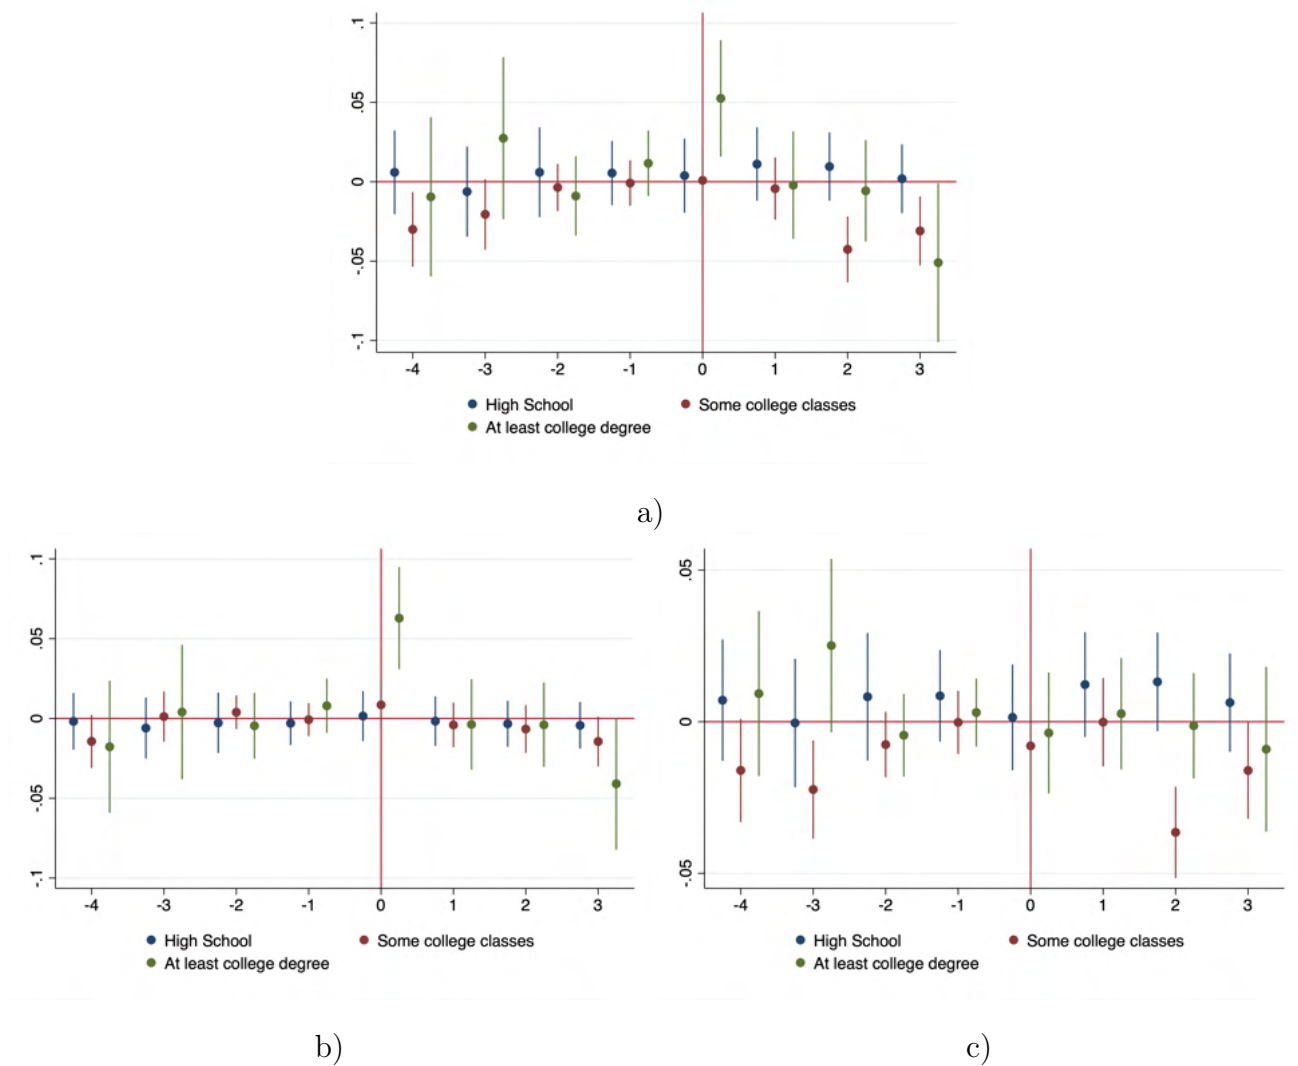 .1
.05
0
-.05
-.1
-4 -3 -2 -1 0 1 2 3
High School Some college classes
At least college degree
a)
.1
.05
0
-.05
-.1
-4 -3 -2 -1 0 1 2 3
High School Some college classes
At least college degree
b)
.05
0
-.05
-4 -3 -2 -1 0 1 2 3
High School Some college classes
At least college degree
c)